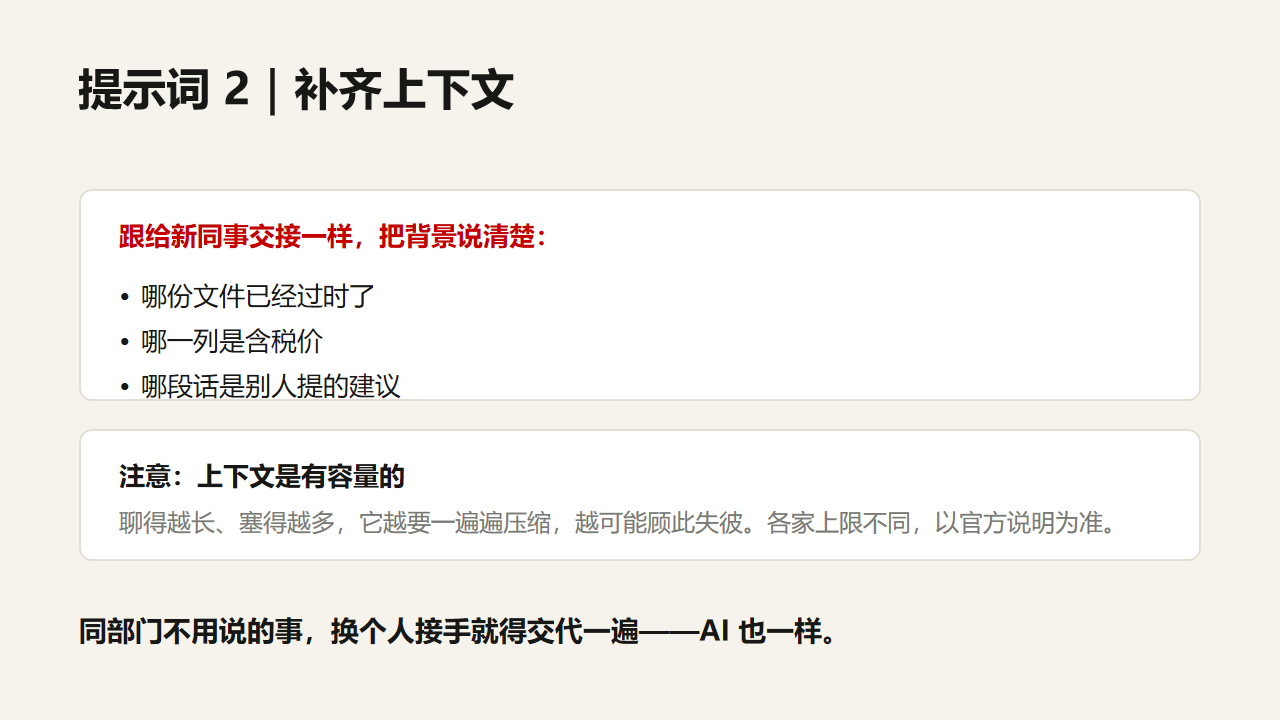 提示词 2｜补齐上下文
跟给新同事交接一样，把背景说清楚：
• 哪份文件已经过时了
• 哪一列是含税价
• 哪段话是别人提的建议
注意：上下文是有容量的
聊得越长、塞得越多，它越要一遍遍压缩，越可能顾此失彼。各家上限不同，以官方说明为准。
同部门不用说的事，换个人接手就得交代一遍——AI 也一样。